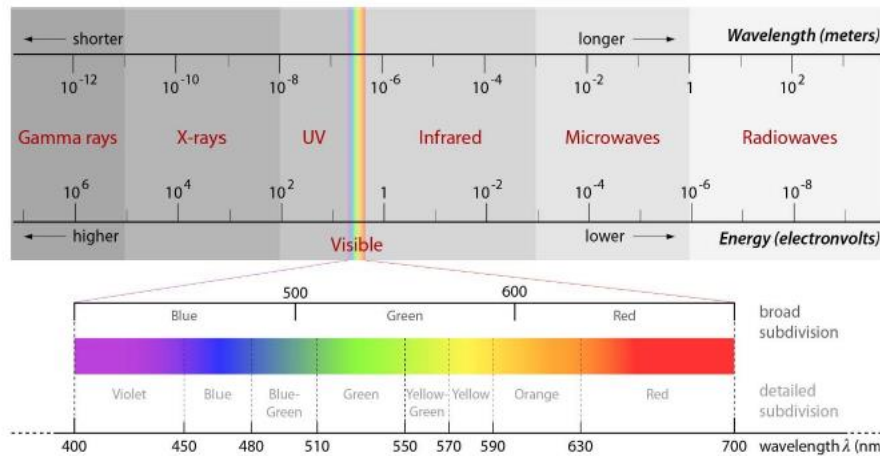 ← shorter longer → Wavelength (meters)
10⁻¹² 10⁻¹⁰ 10⁻⁸ 10⁻⁶ 10⁻⁴ 10⁻² 1 10²
Gamma rays X-rays UV Infrared Microwaves Radiowaves
10⁶ 10⁴ 10² 1 10⁻² 10⁻⁴ 10⁻⁶ 10⁻⁸
← higher Visible lower → Energy (electronvolts)
500 600
Blue Green Red broad
subdivision
Violet Blue Blue-
Green Green Yellow-
Green Yellow Orange Red detailed
subdivision
400 450 480 510 550 570 590 630 700 wavelength λ (nm